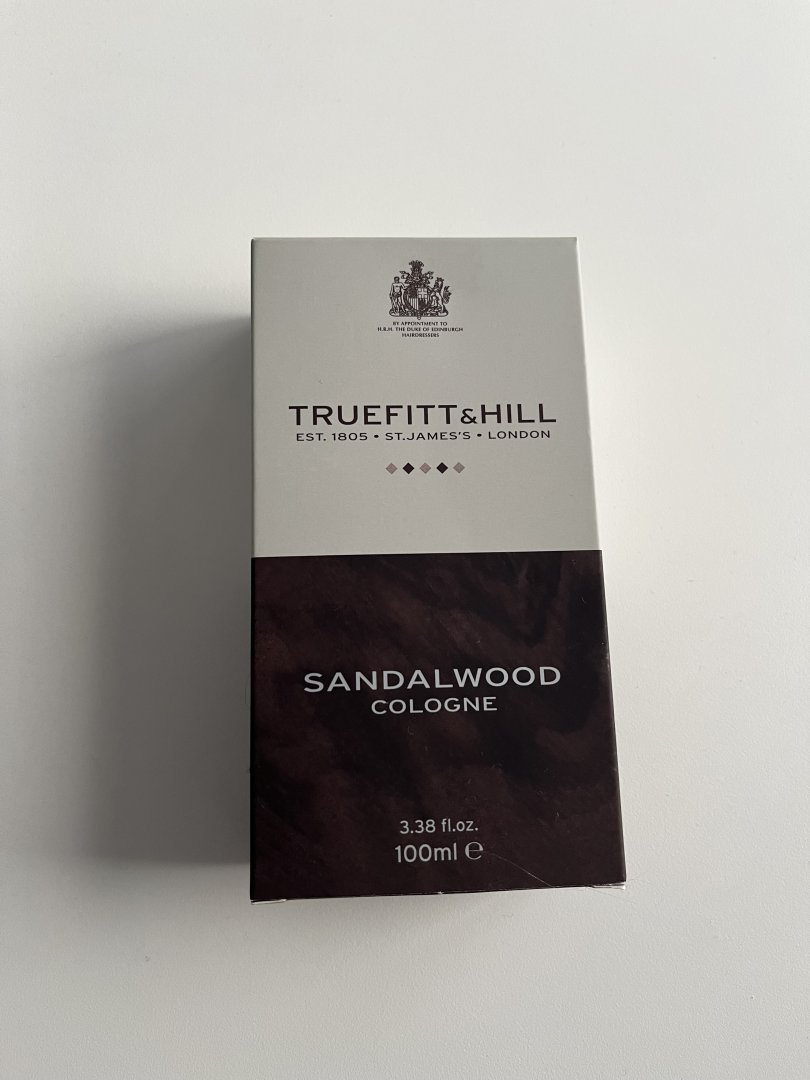 BY APPOINTMENT TO
H.R.H. THE DUKE OF EDINBURGH
HAIRDRESSERS
TRUEFITT&HILL
EST. 1805 • ST.JAMES'S • LONDON
SANDALWOOD
COLOGNE
3.38 fl.oz.
100ml ℮